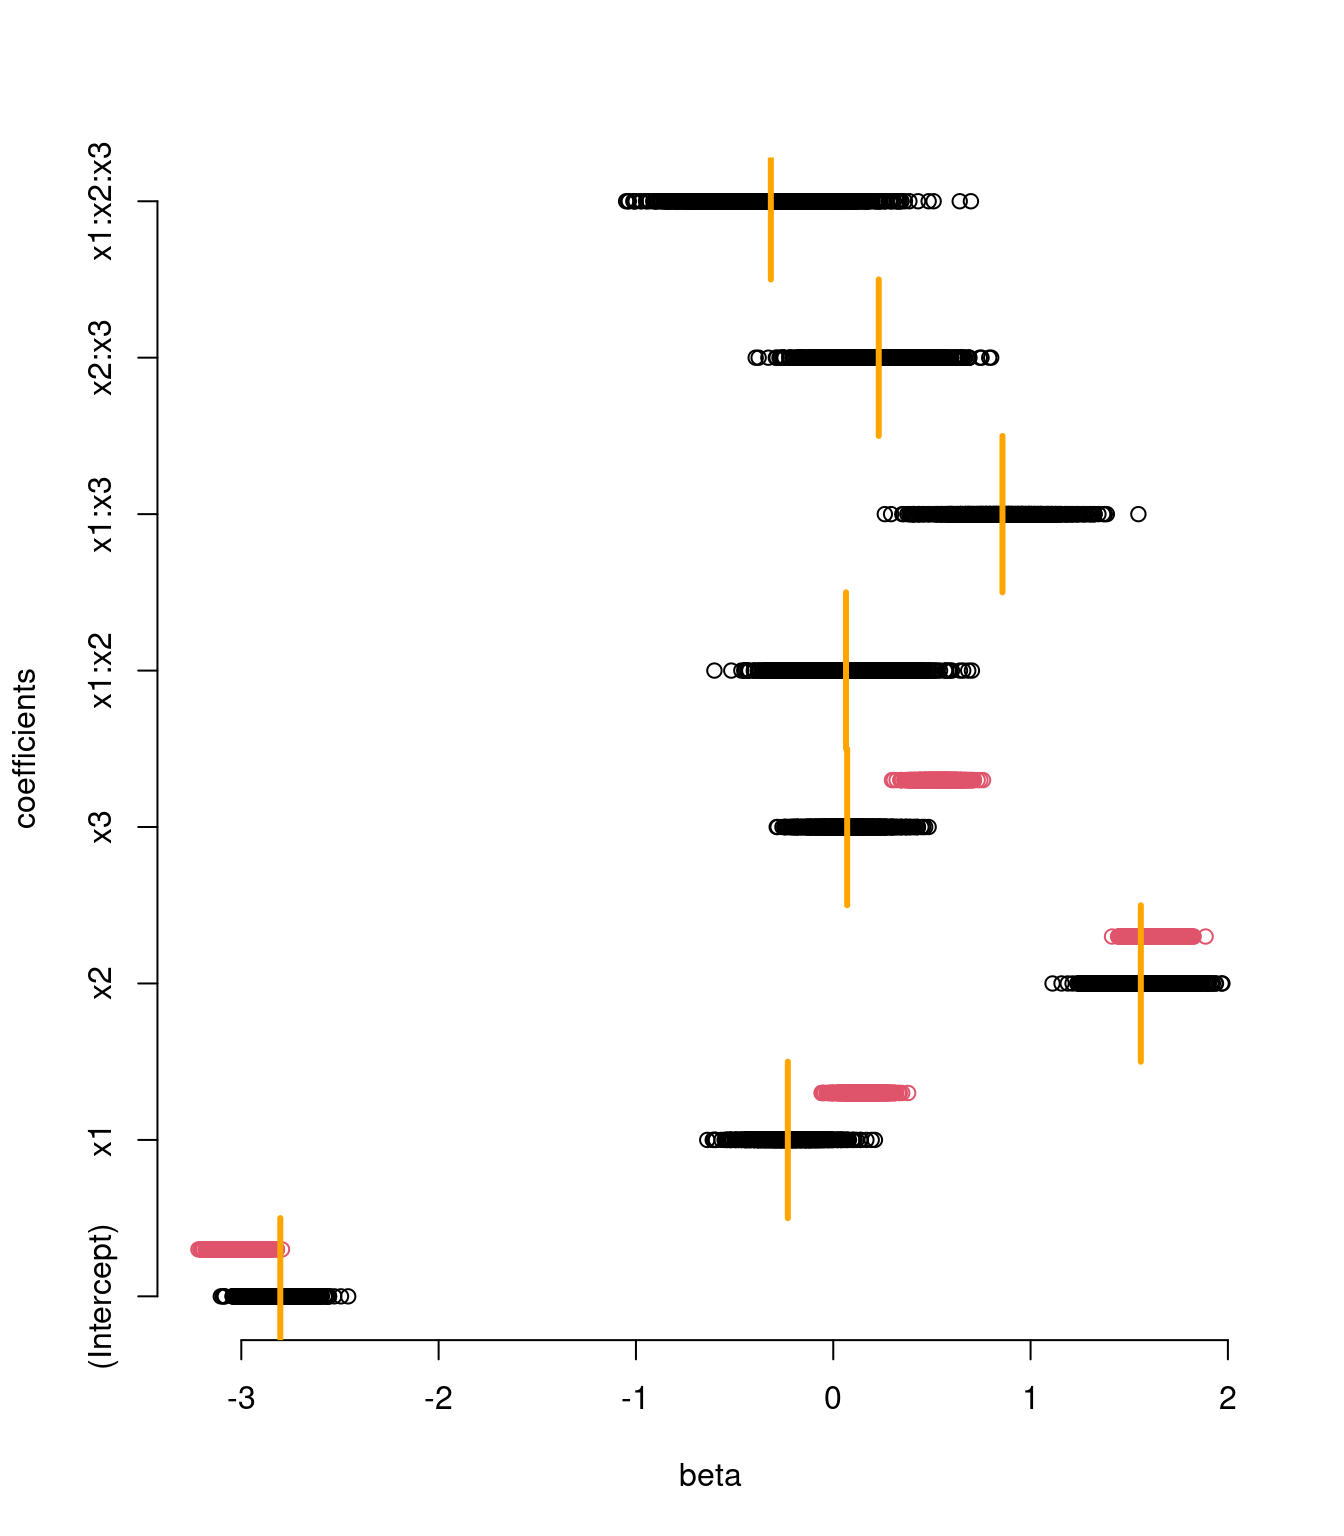 x1:x2:x3
x2:x3
x1:x3
x1:x2
x3
x2
x1
(Intercept)
coefficients
-3 -2 -1 0 1 2
beta